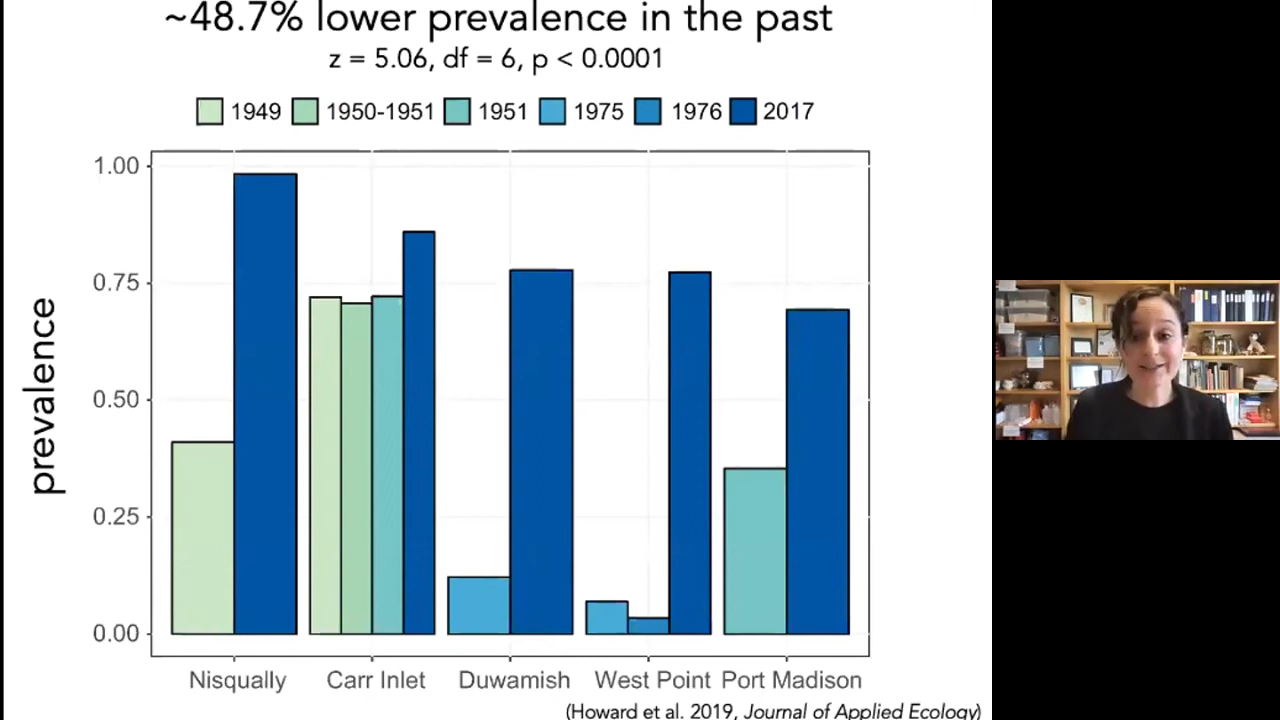 ~48.7% lower prevalence in the past
z = 5.06, df = 6, p < 0.0001
1949 1950-1951 1951 1975 1976 2017
1.00
0.75
0.50
0.25
0.00
prevalence
Nisqually Carr Inlet Duwamish West Point Port Madison
(Howard et al. 2019, Journal of Applied Ecology)